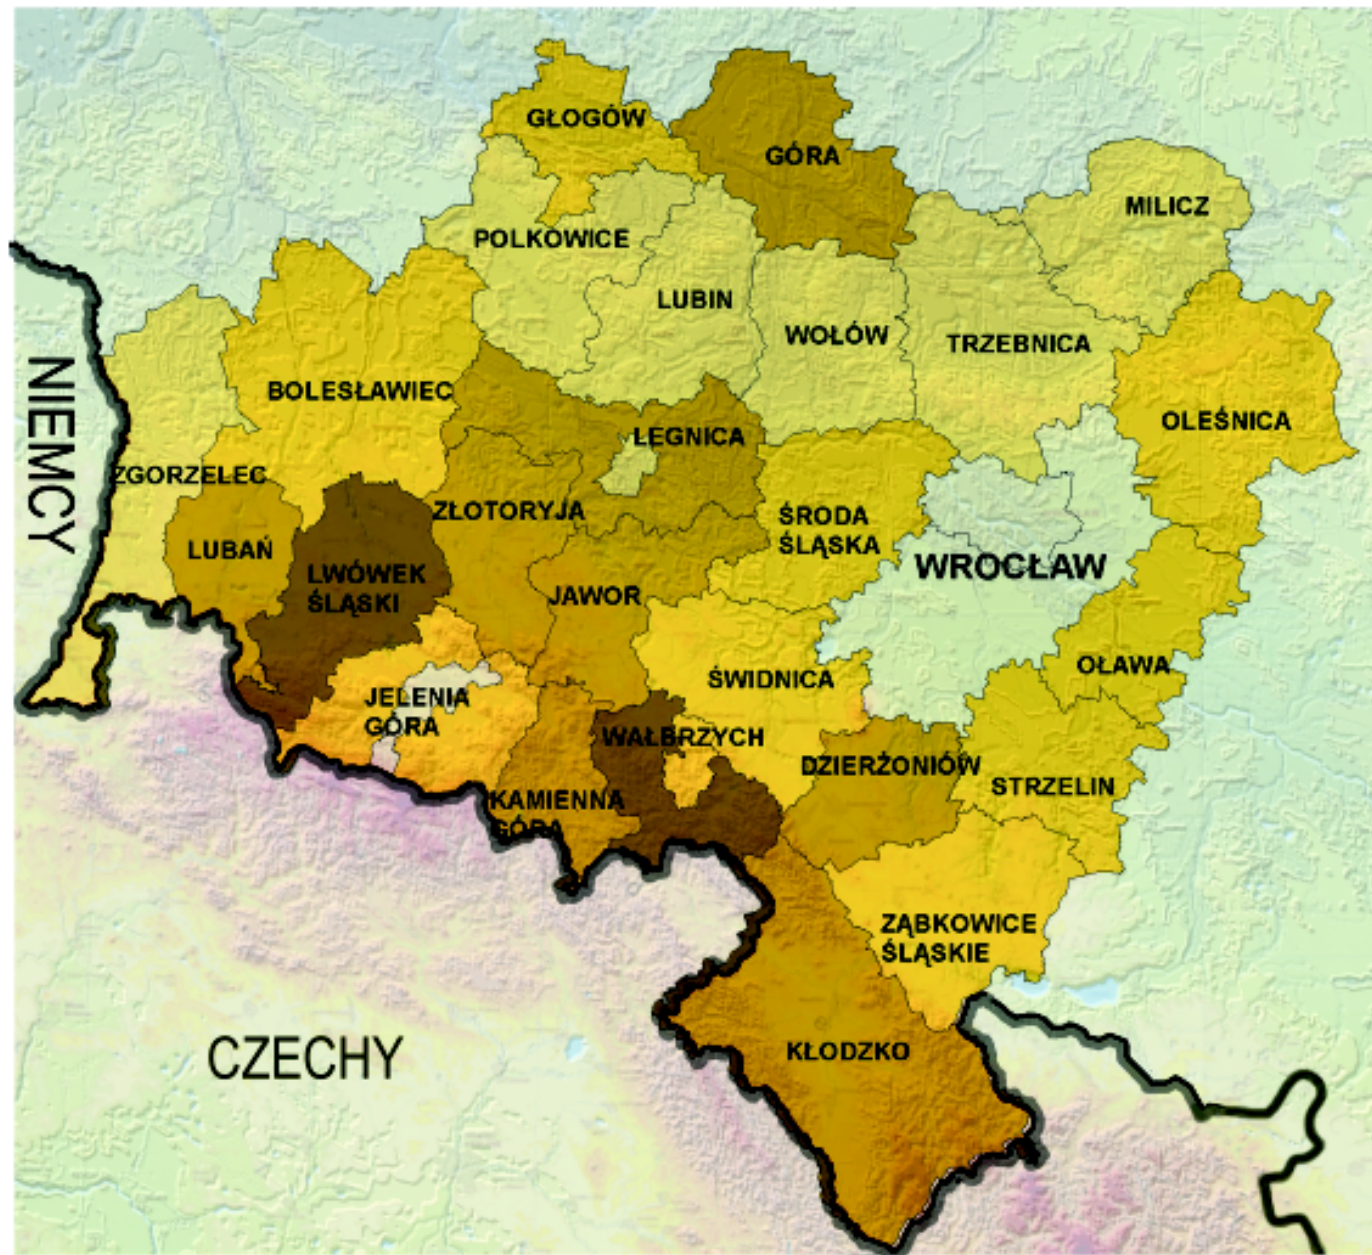 GŁOGÓW
GÓRA
MILICZ
POLKOWICE
LUBIN
WOŁÓW
TRZEBNICA
NIEMCY
BOLESŁAWIEC
OLEŚNICA
LEGNICA
ZGORZELEC
ZŁOTORYJA
ŚRODA
ŚLĄSKA
LUBAŃ
WROCŁAW
LWÓWEK
ŚLĄSKI
JAWOR
OŁAWA
ŚWIDNICA
JELENIA
GÓRA
WAŁBRZYCH
DZIERŻONIÓW
STRZELIN
KAMIENNA
GÓRA
ZĄBKOWICE
ŚLĄSKIE
CZECHY
KŁODZKO